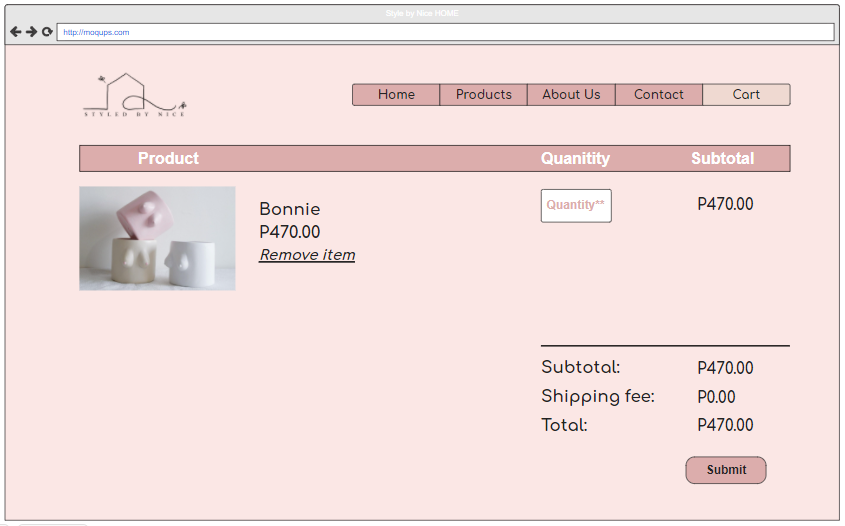 Style by Nice HOME
http://moqups.com
STYLED BY NICE
Home Products About Us Contact Cart
Product Quanitity Subtotal
Bonnie
P470.00
Remove item
Quantity** P470.00
Subtotal: P470.00
Shipping fee: P0.00
Total: P470.00
Submit